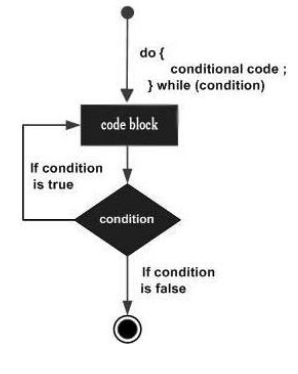 do {
conditional code ;
} while (condition)
code block
If condition
is true
condition
If condition
is false